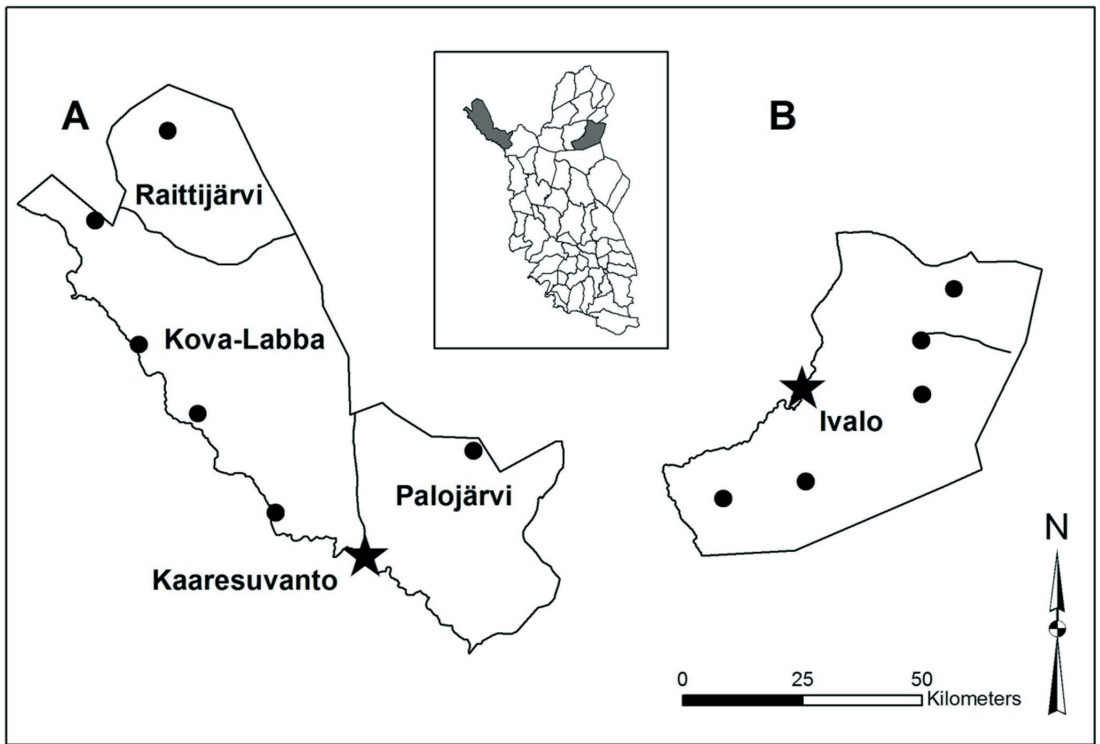 A
B
Raittijärvi
Kova-Labba
Ivalo
Palojärvi
N
Kaaresuvanto
0 25 50
Kilometers